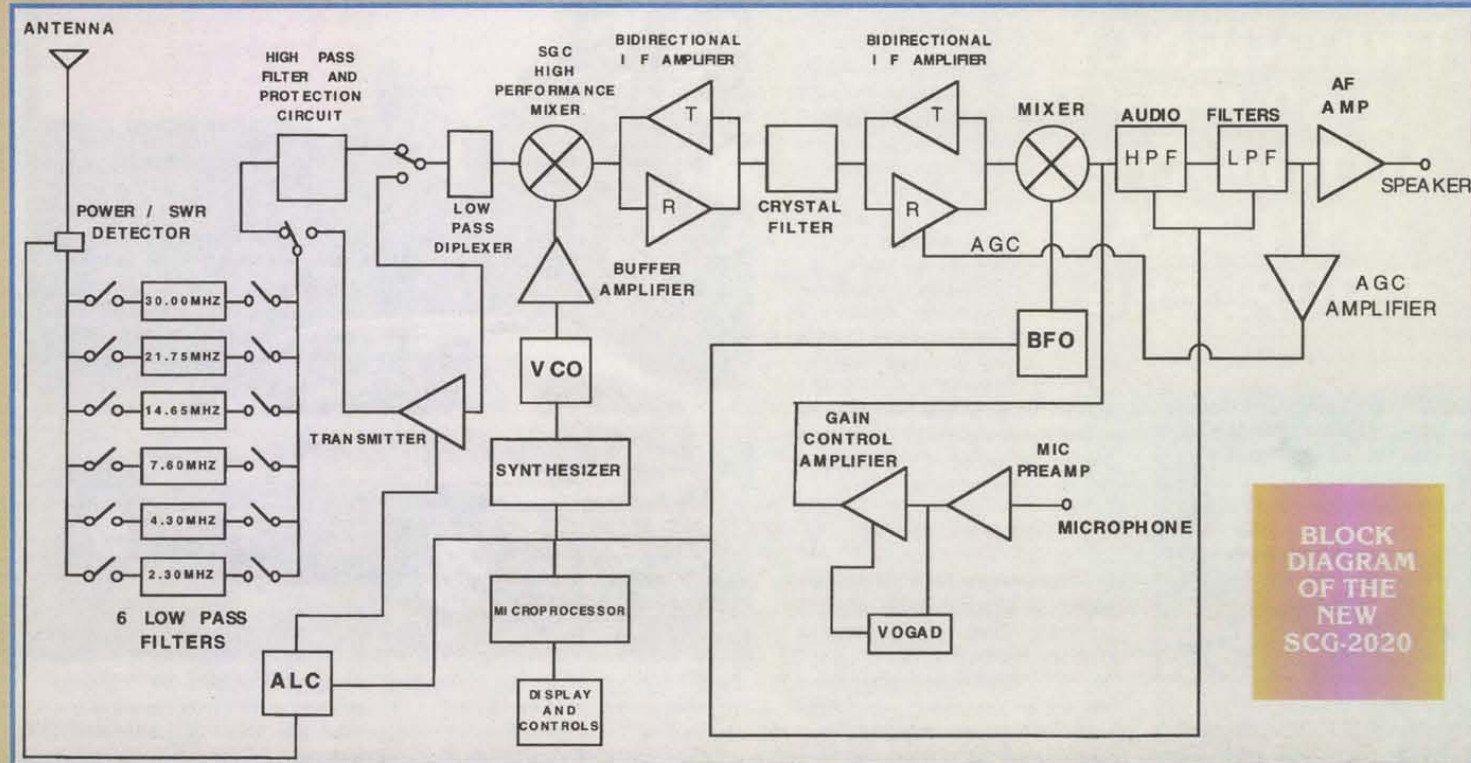 ANTENNA
HIGH PASS
FILTER AND
PROTECTION
CIRCUIT
SGC
HIGH
PERFORMANCE
MIXER.
BIDIRECTIONAL
I F AMPLIFIER
BIDIRECTIONAL
I F AMPLIFIER
MIXER
AUDIO
FILTERS
AF
AMP
T
T
HPF
LPF
R
R
SPEAKER
POWER / SWR
DETECTOR
LOW
PASS
DIPLEXER
CRYSTAL
FILTER
AGC
BUFFER
AMPLIFIER
AGC
AMPLIFIER
30.00MHZ
21.75MHZ
14.65MHZ
7.60MHZ
4.30MHZ
2.30MHZ
6 LOW PASS
FILTERS
VCO
BFO
TRANSMITTER
SYNTHESIZER
GAIN
CONTROL
AMPLIFIER
MIC
PREAMP
MICROPHONE
MICROPROCESSOR
VOGAD
ALC
DISPLAY
AND
CONTROLS
BLOCK
DIAGRAM
OF THE
NEW
SCG-2020